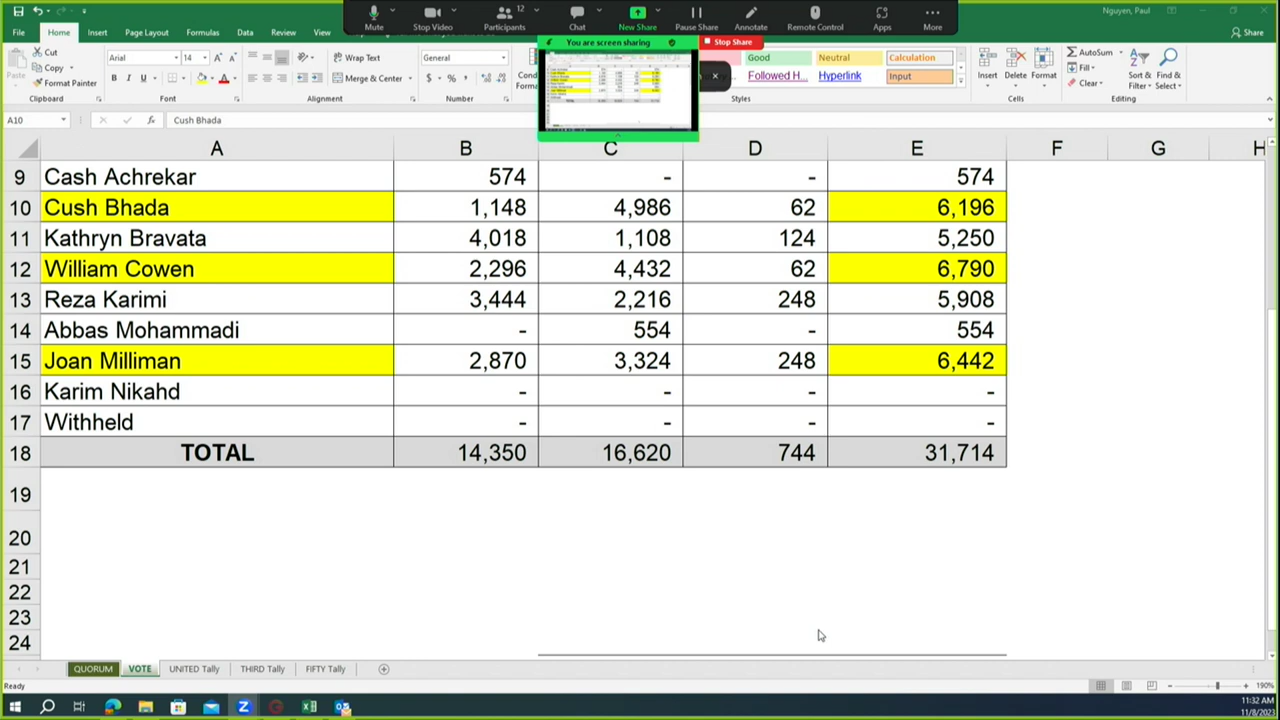 Nguyen, Paul
12
Mute Stop Video Participants Chat New Share Pause Share Annotate Remote Control Apps More
File Home Insert Page Layout Formulas Data Review View Share
You are screen sharing Stop Share
Cut Copy Format Painter Clipboard
Arial 14 Font
Wrap Text Merge & Center Alignment
General Number
Good Neutral Calculation
Followed H... Hyperlink Input
Styles
Insert Delete Format Cells
AutoSum Fill Clear Sort & Filter Find & Select Editing
A10 Cush Bhada
A B C D E F G H
9 Cash Achrekar 574 - - 574
10 Cush Bhada 1,148 4,986 62 6,196
11 Kathryn Bravata 4,018 1,108 124 5,250
12 William Cowen 2,296 4,432 62 6,790
13 Reza Karimi 3,444 2,216 248 5,908
14 Abbas Mohammadi - 554 - 554
15 Joan Milliman 2,870 3,324 248 6,442
16 Karim Nikahd - - - -
17 Withheld - - - -
18 TOTAL 14,350 16,620 744 31,714
19
20
21
22
23
24
QUORUM VOTE UNITED Tally THIRD Tally FIFTY Tally
Ready 190%
11:32 AM
11/8/2023